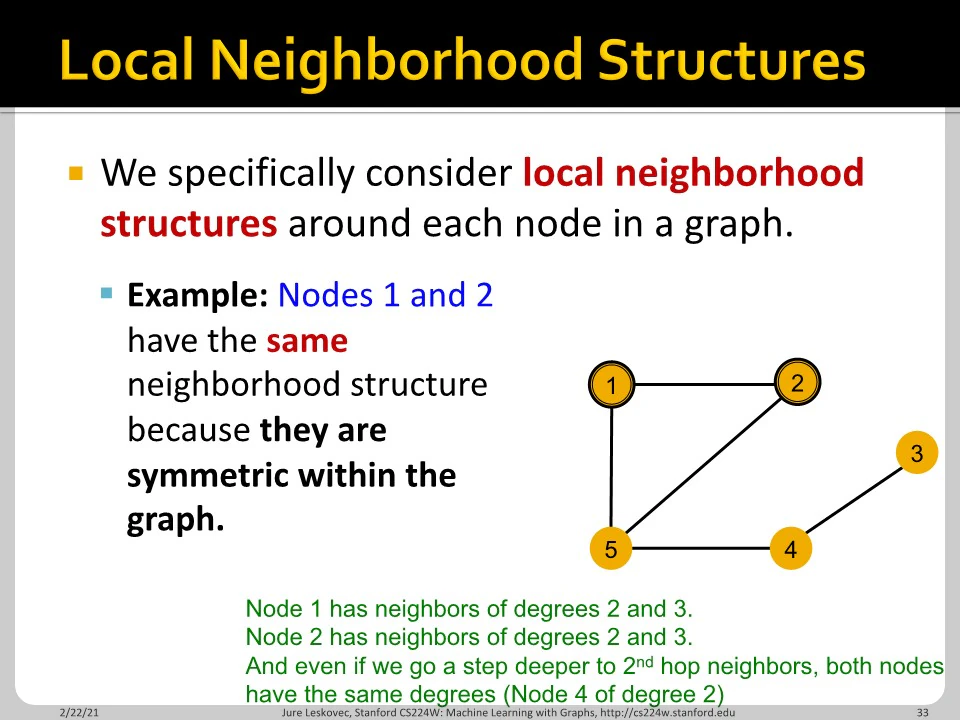 Local Neighborhood Structures
We specifically consider local neighborhood
structures around each node in a graph.
Example: Nodes 1 and 2
have the same
neighborhood structure
because they are
symmetric within the
graph.
1
2
3
5
4
Node 1 has neighbors of degrees 2 and 3.
Node 2 has neighbors of degrees 2 and 3.
And even if we go a step deeper to 2nd hop neighbors, both nodes
have the same degrees (Node 4 of degree 2)
2/22/21
Jure Leskovec, Stanford CS224W: Machine Learning with Graphs, http://cs224w.stanford.edu
33